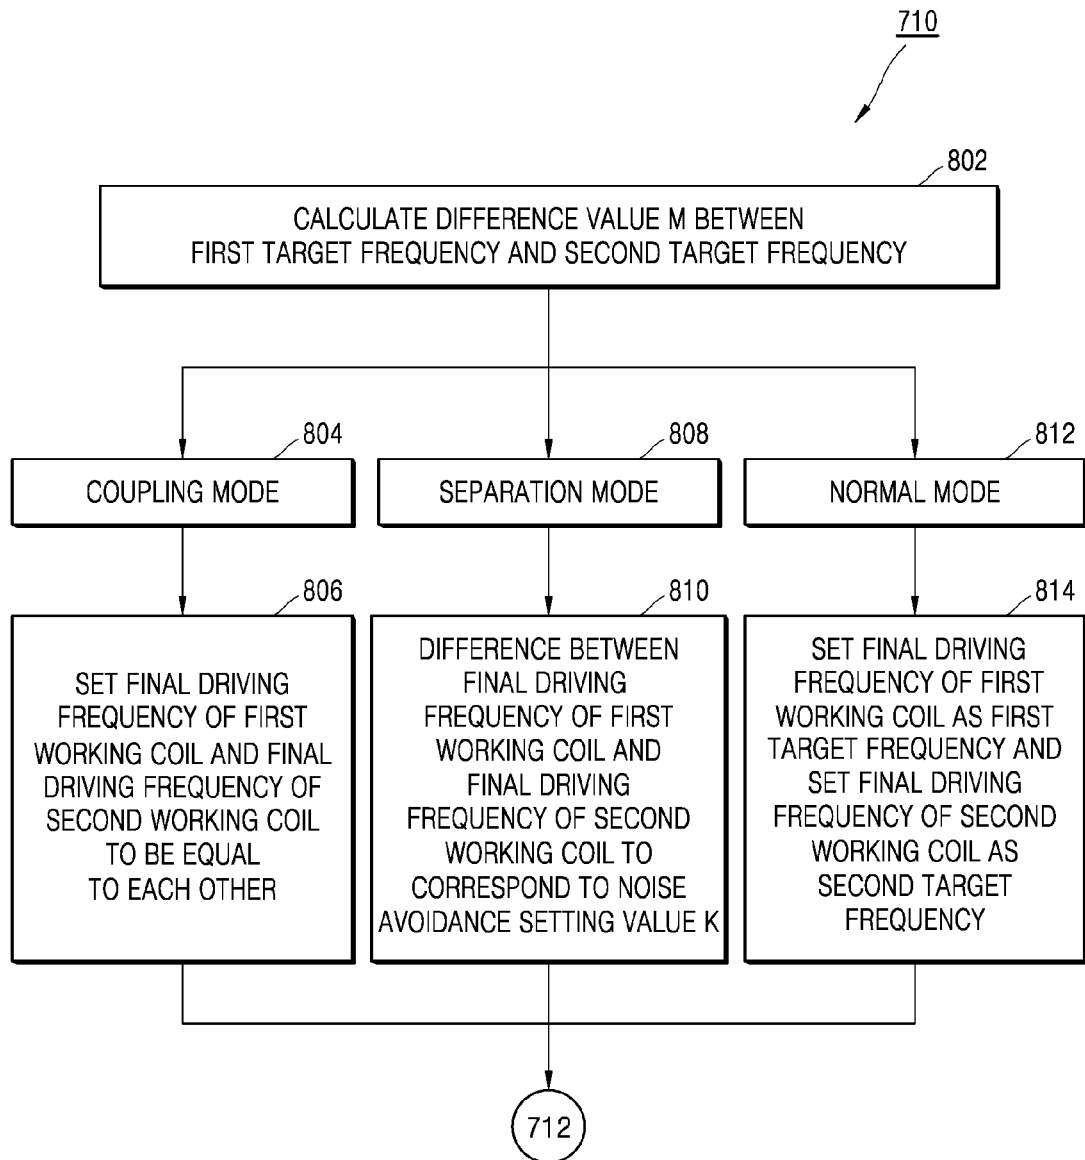 710
802
CALCULATE DIFFERENCE VALUE M BETWEEN
FIRST TARGET FREQUENCY AND SECOND TARGET FREQUENCY
804
COUPLING MODE
808
SEPARATION MODE
812
NORMAL MODE
806
SET FINAL DRIVING
FREQUENCY OF FIRST
WORKING COIL AND FINAL
DRIVING FREQUENCY OF
SECOND WORKING COIL
TO BE EQUAL
TO EACH OTHER
810
DIFFERENCE BETWEEN
FINAL DRIVING
FREQUENCY OF FIRST
WORKING COIL AND
FINAL DRIVING
FREQUENCY OF SECOND
WORKING COIL TO
CORRESPOND TO NOISE
AVOIDANCE SETTING VALUE K
814
SET FINAL DRIVING
FREQUENCY OF FIRST
WORKING COIL AS FIRST
TARGET FREQUENCY AND
SET FINAL DRIVING
FREQUENCY OF SECOND
WORKING COIL AS
SECOND TARGET
FREQUENCY
712